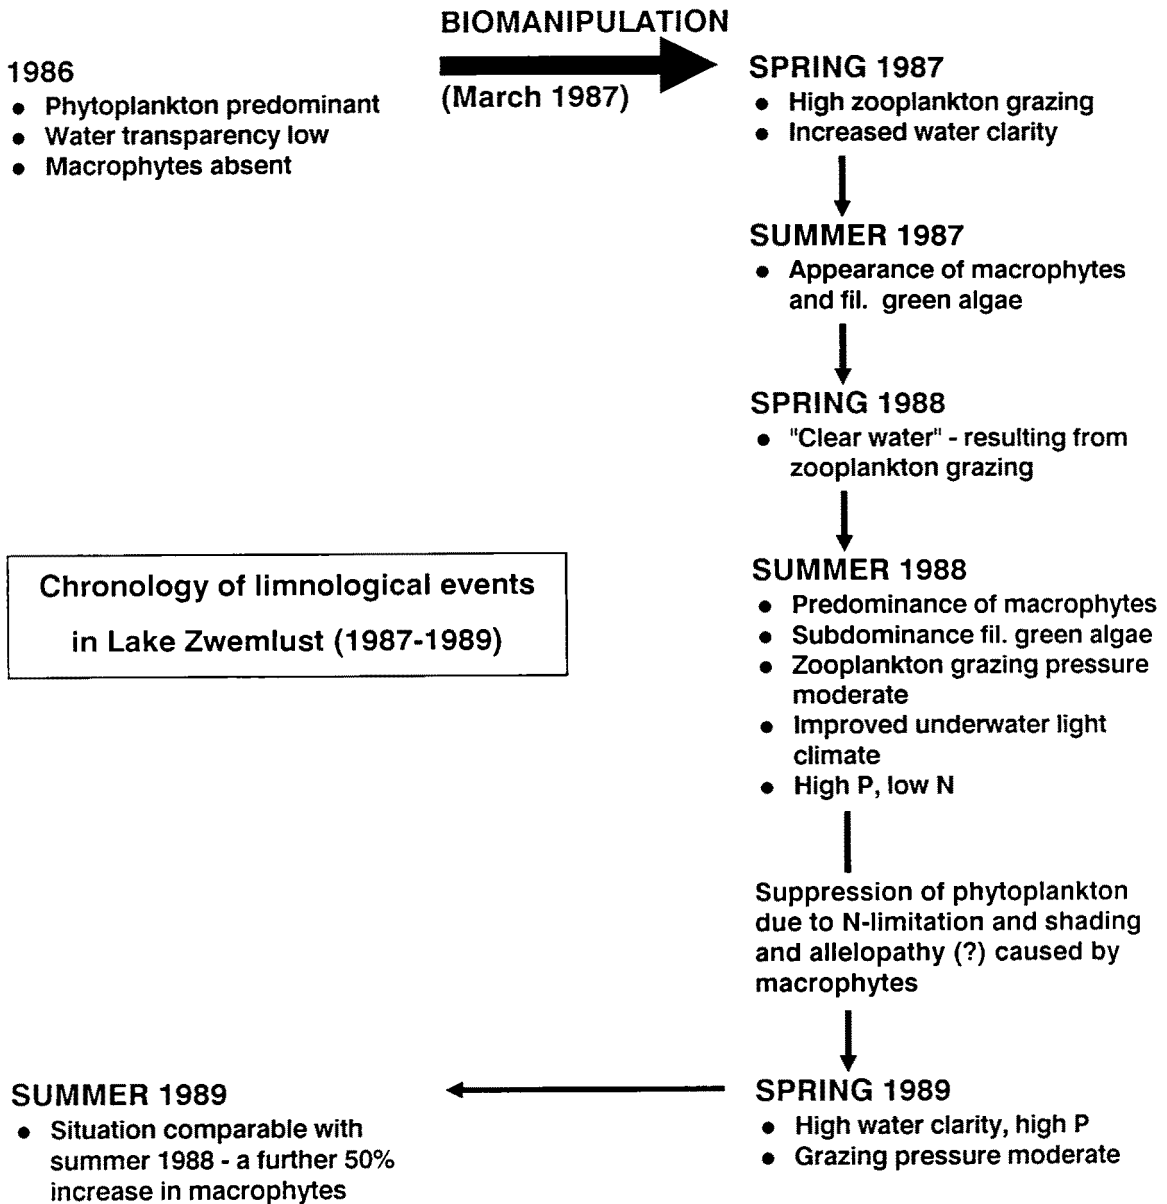 BIOMANIPULATION
(March 1987)
1986
• Phytoplankton predominant
• Water transparency low
• Macrophytes absent
SPRING 1987
• High zooplankton grazing
• Increased water clarity
SUMMER 1987
• Appearance of macrophytes
and fil. green algae
SPRING 1988
• "Clear water" - resulting from
zooplankton grazing
Chronology of limnological events
in Lake Zwemlust (1987-1989)
SUMMER 1988
• Predominance of macrophytes
• Subdominance fil. green algae
• Zooplankton grazing pressure
moderate
• Improved underwater light
climate
• High P, low N
Suppression of phytoplankton
due to N-limitation and shading
and allelopathy (?) caused by
macrophytes
SPRING 1989
• High water clarity, high P
• Grazing pressure moderate
SUMMER 1989
• Situation comparable with
summer 1988 - a further 50%
increase in macrophytes